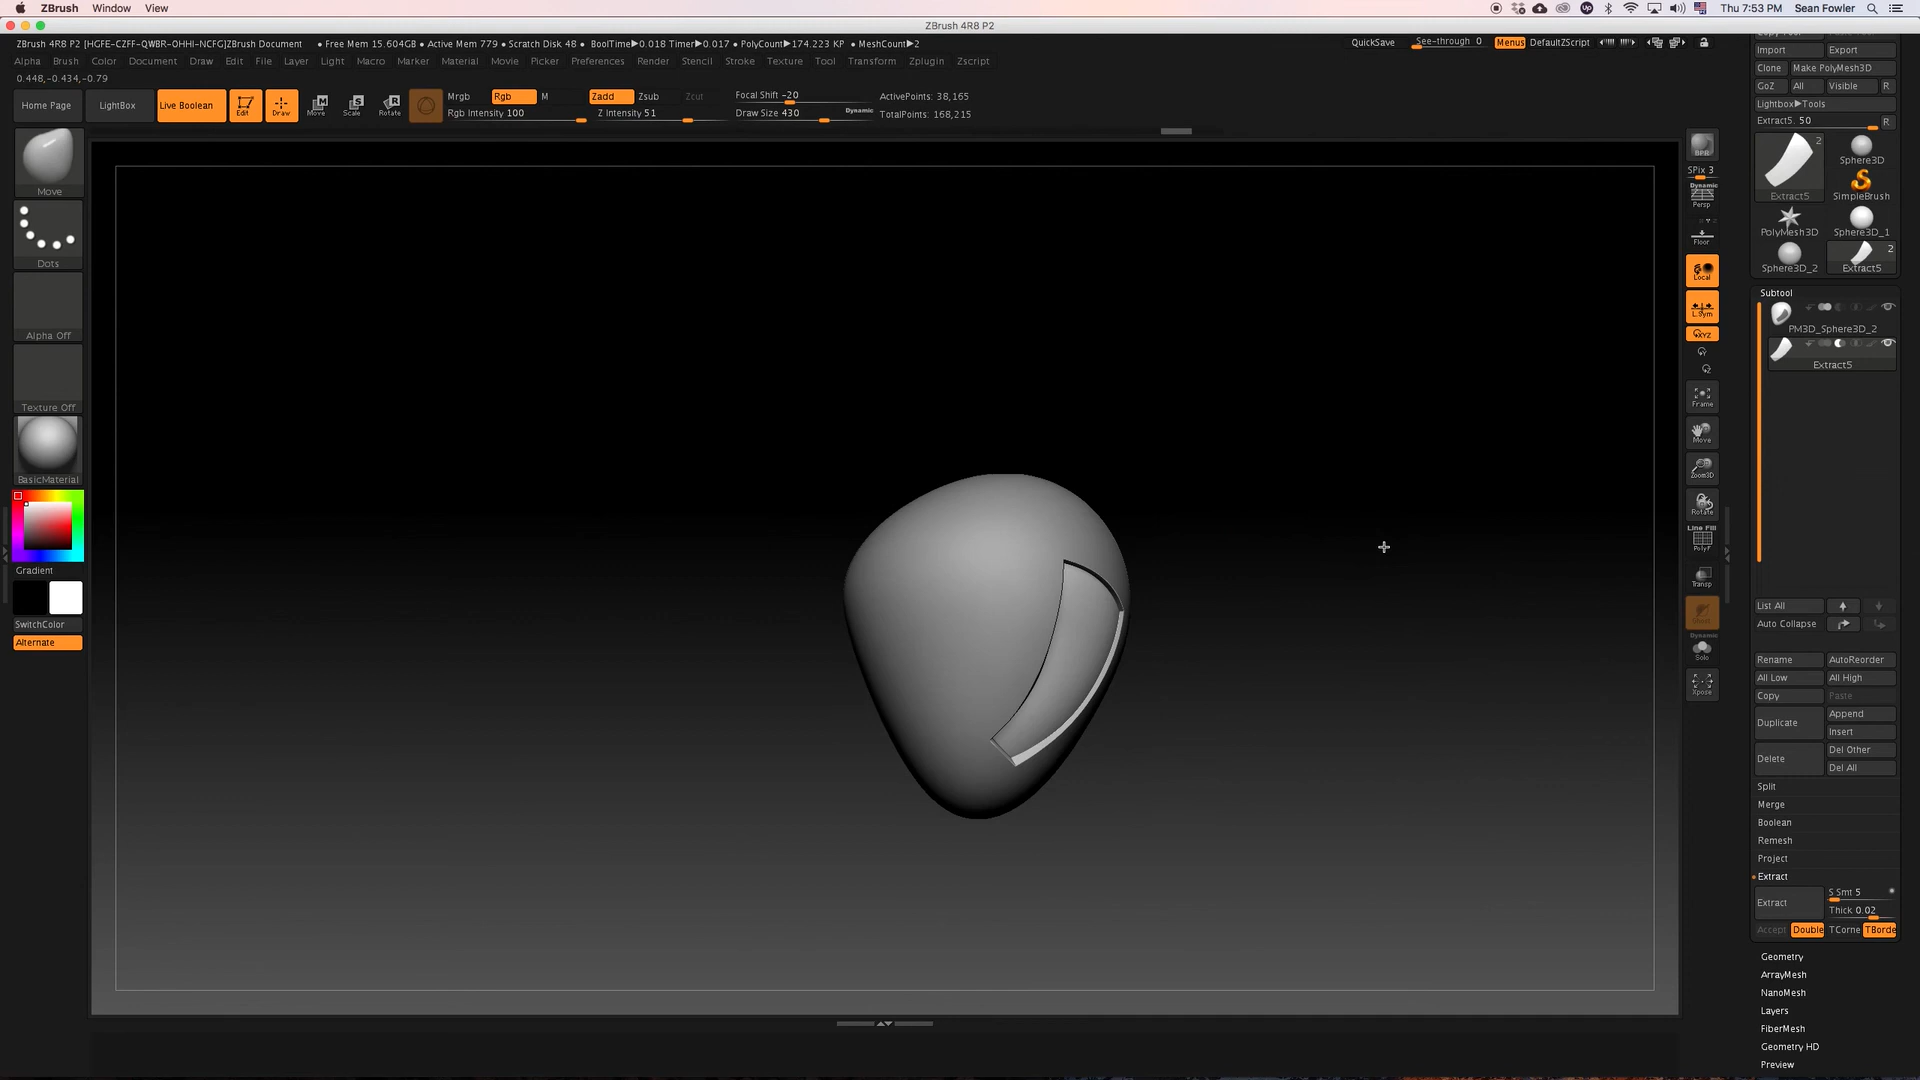 ZBrush Window View
Thu 7:53 PM Sean Fowler
ZBrush 4R8 P2
ZBrush 4R8 P2 [HGFE-CZFF-QWBR-OHHI-NCFG]ZBrush Document • Free Mem 15.604GB • Active Mem 779 • Scratch Disk 48 • BoolTime▶0.018 Timer▶0.017 • PolyCount▶174.223 KP • MeshCount▶2
QuickSave See-through 0 Menus DefaultZScript
Alpha Brush Color Document Draw Edit File Layer Light Macro Marker Material Movie Picker Preferences Render Stencil Stroke Texture Tool Transform Zplugin Zscript
0.448,-0.434,-0.79
Home Page LightBox Live Boolean Edit Draw Move Scale Rotate
Mrgb Rgb M Zadd Zsub Zcut Focal Shift -20 ActivePoints: 38,165
Rgb Intensity 100 Z Intensity 51 Draw Size 430 Dynamic TotalPoints: 168,215
Move
Dots
Alpha Off
Texture Off
BasicMaterial
Gradient
SwitchColor
Alternate
BPR
SPix 3
Dynamic
Persp
Floor
Local
L.Sym
XYZ
Frame
Move
Zoom3D
Rotate
Line Fill
PolyF
Transp
Dynamic
Solo
Xpose
Import Export
Clone Make PolyMesh3D
GoZ All Visible R
Lightbox▶Tools
Extract5. 50 R
2
Extract5
Sphere3D
SimpleBrush
PolyMesh3D Sphere3D_1
2
Sphere3D_2 Extract5
Subtool
PM3D_Sphere3D_2
Extract5
List All
Auto Collapse
Rename AutoReorder
All Low All High
Copy Paste
Duplicate Append
Insert
Delete Del Other
Del All
Split
Merge
Boolean
Remesh
Project
Extract
Extract S Smt 5
Thick 0.02
Accept Double TCorne TBorde
Geometry
ArrayMesh
NanoMesh
Layers
FiberMesh
Geometry HD
Preview